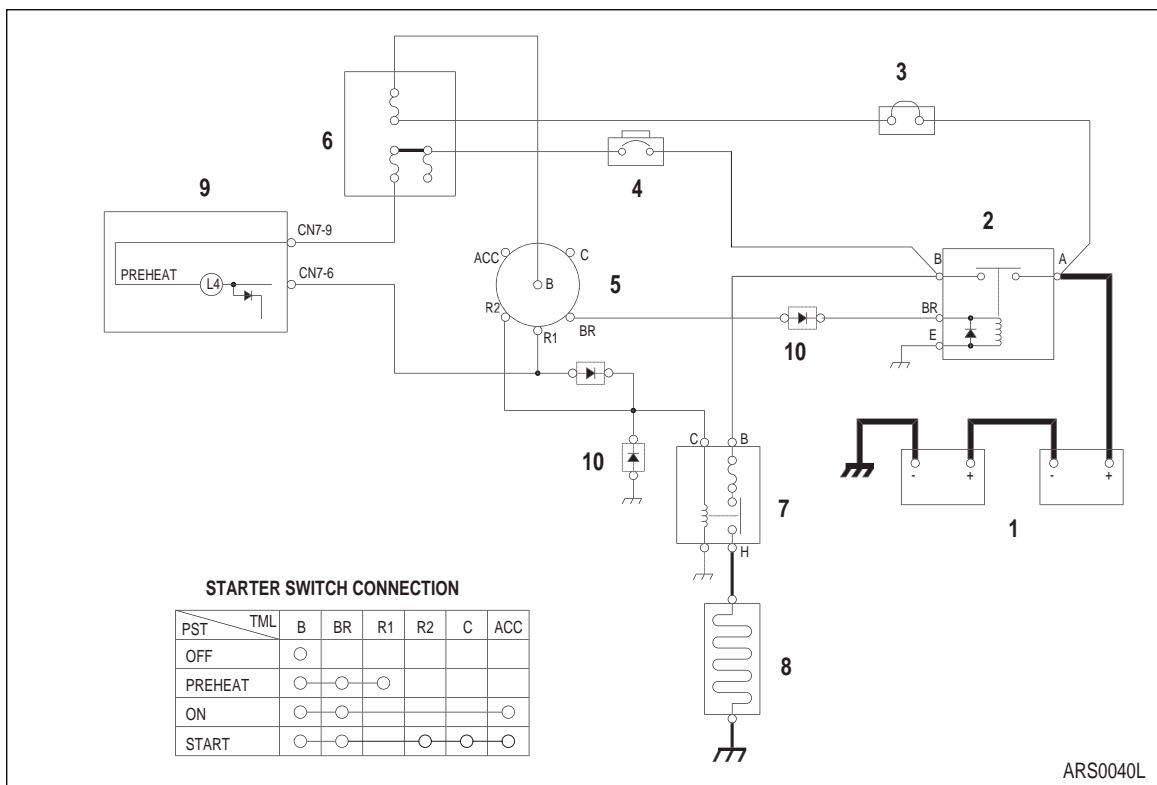 3
6
4
9
CN7-9
2
ACC
C
B
A
PREHEAT
L4
CN7-6
B
5
R2
BR
BR
R1
E
10
C
B
10
-
+
-
+
7
1
H
STARTER SWITCH CONNECTION
PST TML B BR R1 R2 C ACC
OFF
PREHEAT
ON
START
8
ARS0040L